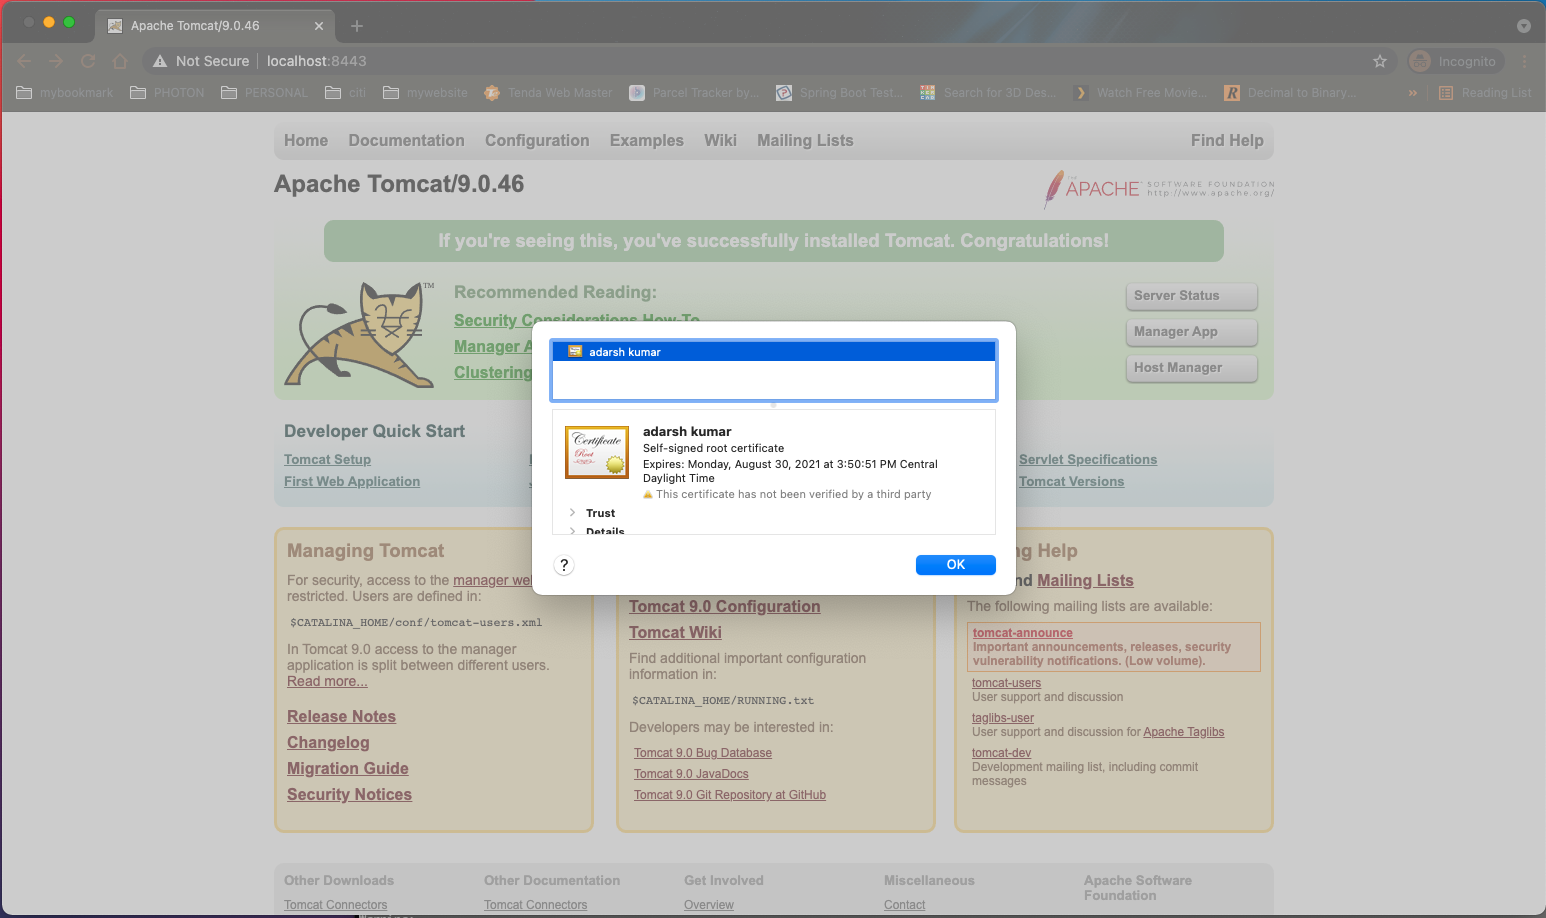 Apache Tomcat/9.0.46
Not Secure localhost:8443
Incognito
mybookmark PHOTON PERSONAL citi mywebsite Tenda Web Master Parcel Tracker by... Spring Boot Test... Search for 3D Des... Watch Free Movie... Decimal to Binary... Reading List
Home Documentation Configuration Examples Wiki Mailing Lists Find Help
Apache Tomcat/9.0.46
THE
APACHE SOFTWARE FOUNDATION
http://www.apache.org/
If you're seeing this, you've successfully installed Tomcat. Congratulations!
TM
Recommended Reading:
Security Considerations How-To
Manager A
Clustering
Server Status
Manager App
Host Manager
adarsh kumar
Certificate
Root
adarsh kumar
Self-signed root certificate
Expires: Monday, August 30, 2021 at 3:50:51 PM Central
Daylight Time
This certificate has not been verified by a third party
Trust
Details
?
OK
Developer Quick Start
Tomcat Setup
First Web Application
Servlet Specifications
Tomcat Versions
Managing Tomcat
For security, access to the manager we
restricted. Users are defined in:
$CATALINA_HOME/conf/tomcat-users.xml
In Tomcat 9.0 access to the manager
application is split between different users.
Read more...
Release Notes
Changelog
Migration Guide
Security Notices
Tomcat 9.0 Configuration
Tomcat Wiki
Find additional important configuration
information in:
$CATALINA_HOME/RUNNING.txt
Developers may be interested in:
Tomcat 9.0 Bug Database
Tomcat 9.0 JavaDocs
Tomcat 9.0 Git Repository at GitHub
ng Help
nd Mailing Lists
The following mailing lists are available:
tomcat-announce
Important announcements, releases, security
vulnerability notifications. (Low volume).
tomcat-users
User support and discussion
taglibs-user
User support and discussion for Apache Taglibs
tomcat-dev
Development mailing list, including commit
messages
Other Downloads
Tomcat Connectors
Other Documentation
Tomcat Connectors
Get Involved
Overview
Miscellaneous
Contact
Apache Software
Foundation